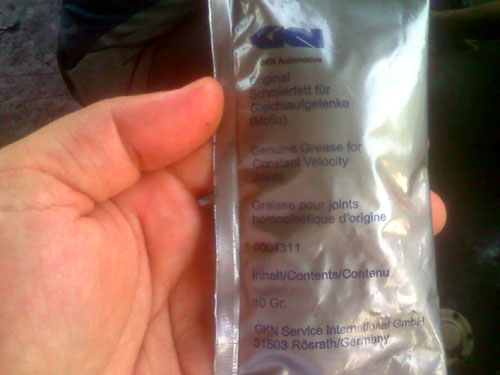 GKN
GKN Automotive
Original
Schmierfett für
Gleichlaufgelenke
(MoS2)
Genuine Grease for
Constant Velocity
Joints
Graisse pour joints
homocinétique d'origine
2004311
Inhalt/Contents/Contenu
80 Gr.
GKN Service International GmbH
51503 Rösrath/Germany